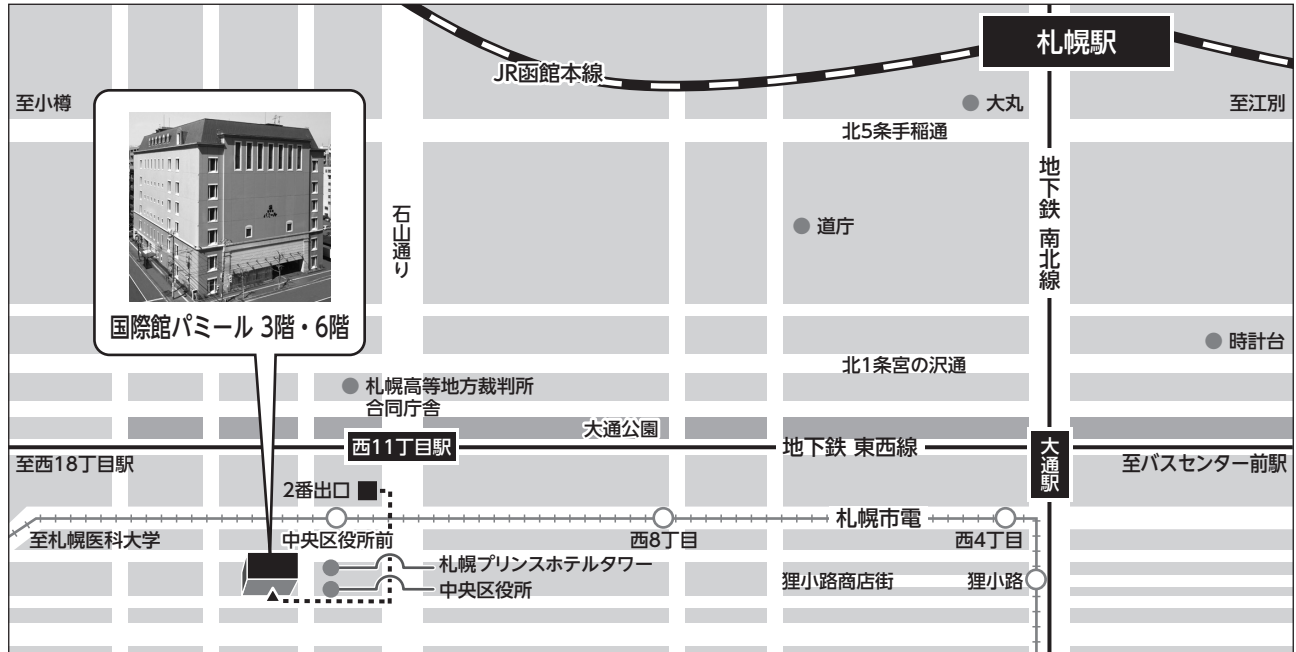 札幌駅
JR函館本線
至小樽
大丸
至江別
北5条手稲通
地下鉄 南北線
石山通り
道庁
国際館パミール 3階・6階
時計台
北1条宮の沢通
札幌高等地方裁判所
合同庁舎
大通公園
西11丁目駅
地下鉄 東西線
大通駅
至西18丁目駅
至バスセンター前駅
2番出口
札幌市電
至札幌医科大学
中央区役所前
西8丁目
西4丁目
札幌プリンスホテルタワー
中央区役所
狸小路商店街
狸小路